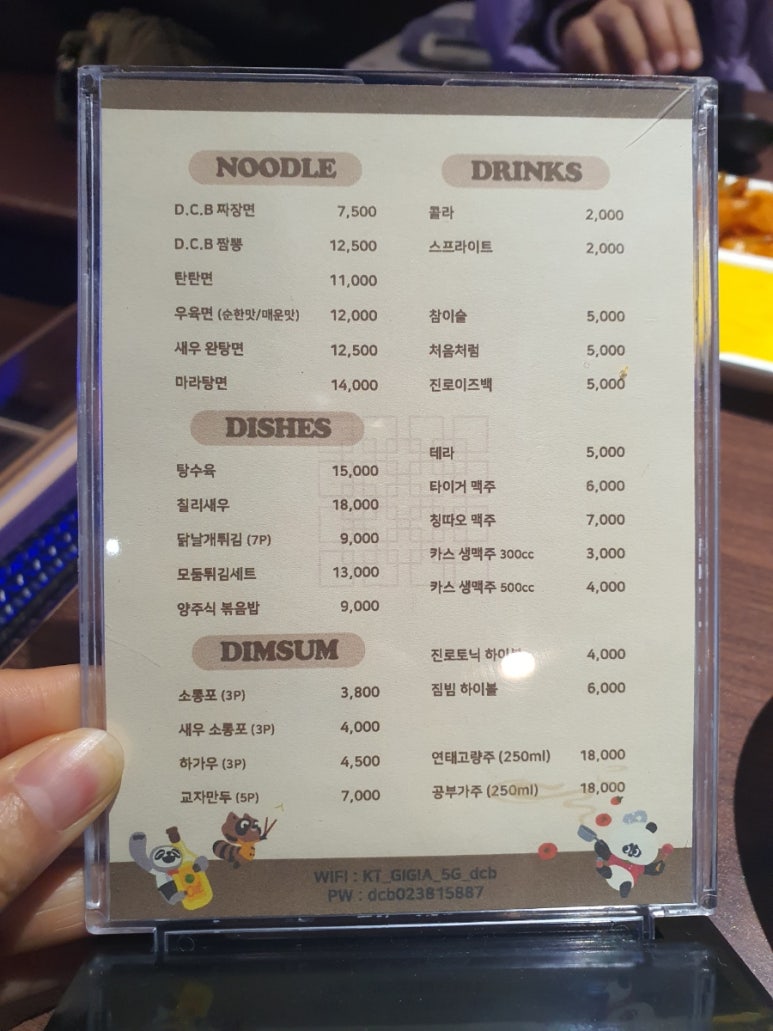 NOODLE
D.C.B 짜장면 7,500
D.C.B 짬뽕 12,500
탄탄면 11,000
우육면 (순한맛/매운맛) 12,000
새우 완탕면 12,500
마라탕면 14,000
DISHES
탕수육 15,000
칠리새우 18,000
닭날개튀김 (7P) 9,000
모둠튀김세트 13,000
양주식 볶음밥 9,000
DIMSUM
소롱포 (3P) 3,800
새우 소롱포 (3P) 4,000
하가우 (3P) 4,500
교자만두 (5P) 7,000
DRINKS
콜라 2,000
스프라이트 2,000
참이슬 5,000
처음처럼 5,000
진로이즈백 5,000
테라 5,000
타이거 맥주 6,000
칭따오 맥주 7,000
카스 생맥주 300cc 3,000
카스 생맥주 500cc 4,000
진로토닉 하이볼 4,000
짐빔 하이볼 6,000
연태고량주 (250ml) 18,000
공부가주 (250ml) 18,000
WIFI : KT_GIGIA_5G_dcb
PW : dcb023815887